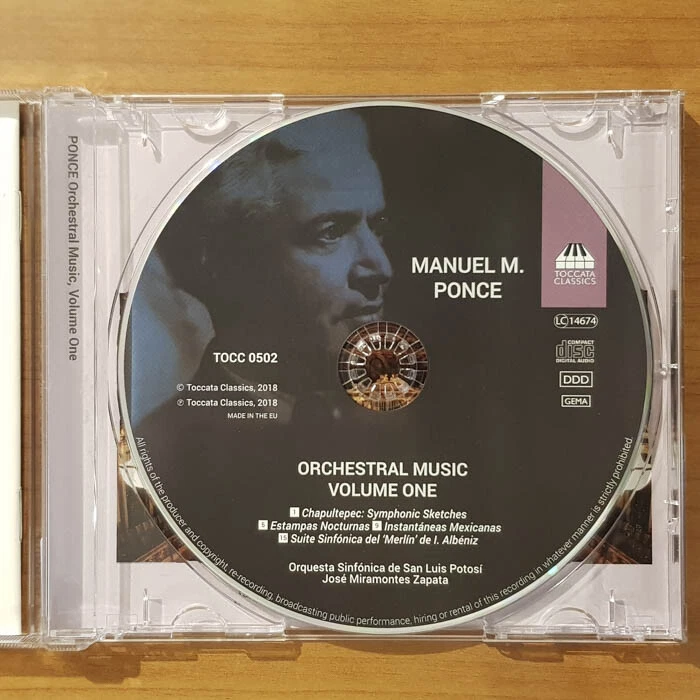 PONCE Orchestral Music, Volume One
MANUEL M.
PONCE
TOCCATA
CLASSICS
LC 14674
COMPACT
disc
DIGITAL AUDIO
DDD
GEMA
TOCC 0502
© Toccata Classics, 2018
℗ Toccata Classics, 2018
MADE IN THE EU
ORCHESTRAL MUSIC
VOLUME ONE
1 Chapultepec: Symphonic Sketches
5 Estampas Nocturnas 9 Instantáneas Mexicanas
15 Suite Sinfónica del 'Merlín' de I. Albéniz
Orquesta Sinfónica de San Luis Potosí
José Miramontes Zapata
All rights of the producer and copyright, re-recording, broadcasting public performance, hiring or rental of this recording in whatever manner is strictly prohibited.